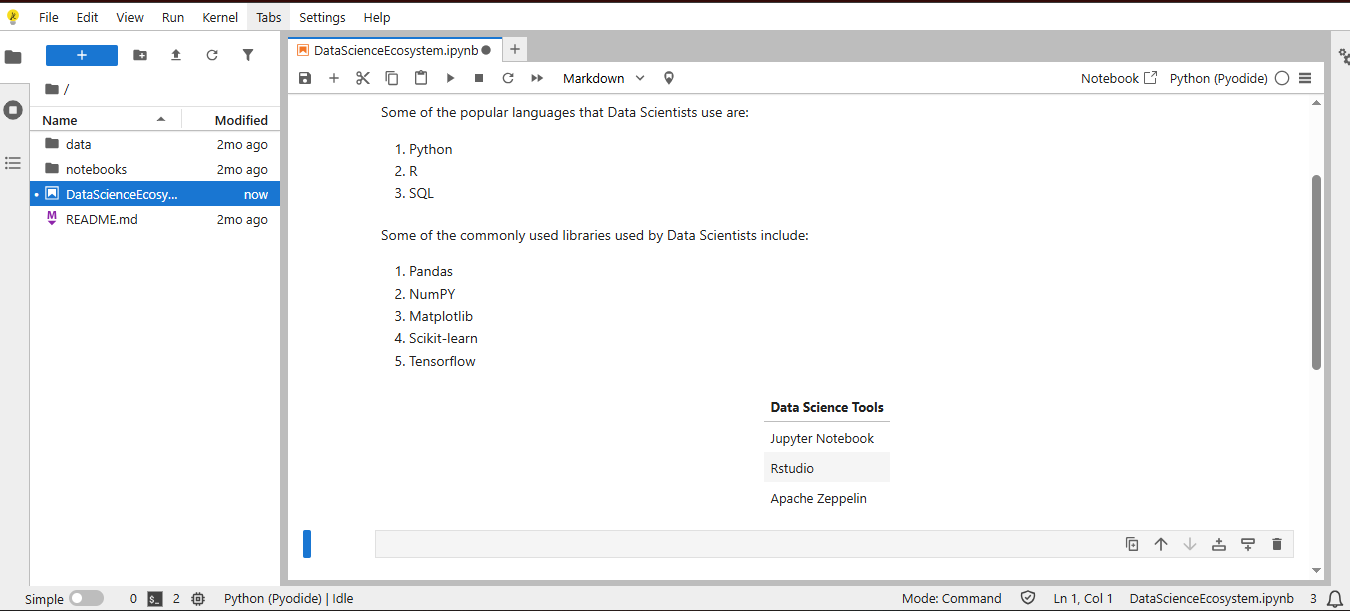 File Edit View Run Kernel Tabs Settings Help
DataScienceEcosystem.ipynb
Markdown
Notebook
Python (Pyodide)
/
Name Modified
data 2mo ago
notebooks 2mo ago
DataScienceEcosy... now
README.md 2mo ago
Some of the popular languages that Data Scientists use are:
1. Python
2. R
3. SQL
Some of the commonly used libraries used by Data Scientists include:
1. Pandas
2. NumPY
3. Matplotlib
4. Scikit-learn
5. Tensorflow
Data Science Tools
Jupyter Notebook
Rstudio
Apache Zeppelin
Simple 0 $_ 2 Python (Pyodide) | Idle Mode: Command Ln 1, Col 1 DataScienceEcosystem.ipynb 3